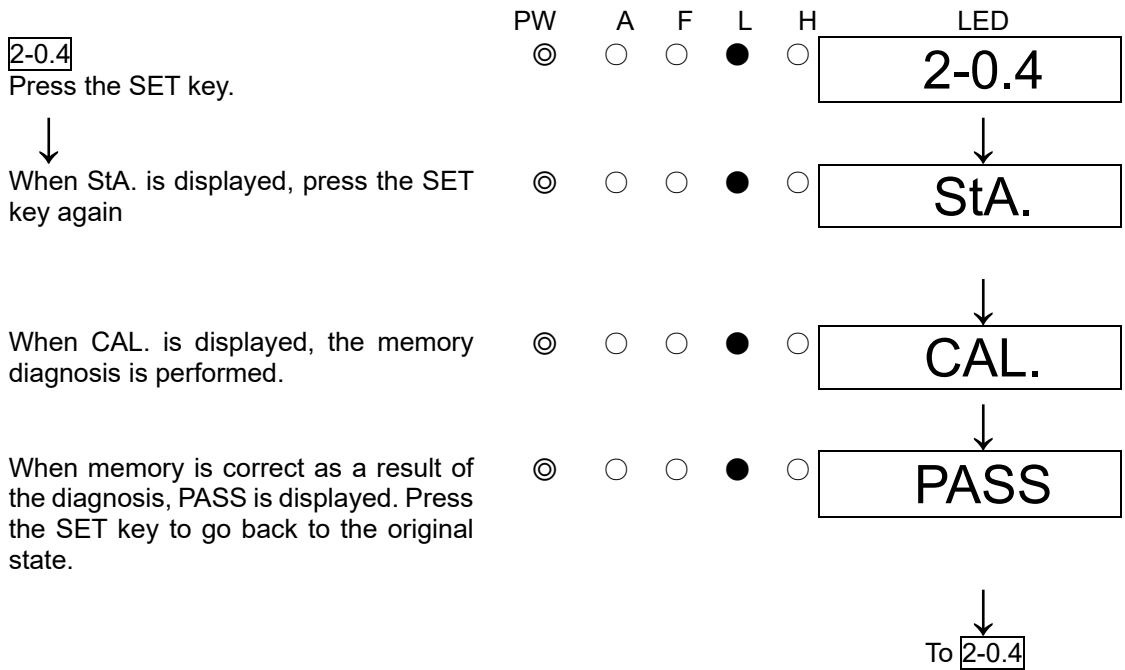 PW A F L H LED
2-0.4 ◎ ○ ○ ● ○ 2-0.4
Press the SET key.
↓ ↓
When StA. is displayed, press the SET ◎ ○ ○ ● ○ StA.
key again
↓
When CAL. is displayed, the memory ◎ ○ ○ ● ○ CAL.
diagnosis is performed.
↓
When memory is correct as a result of ◎ ○ ○ ● ○ PASS
the diagnosis, PASS is displayed. Press
the SET key to go back to the original
state.
↓
To 2-0.4